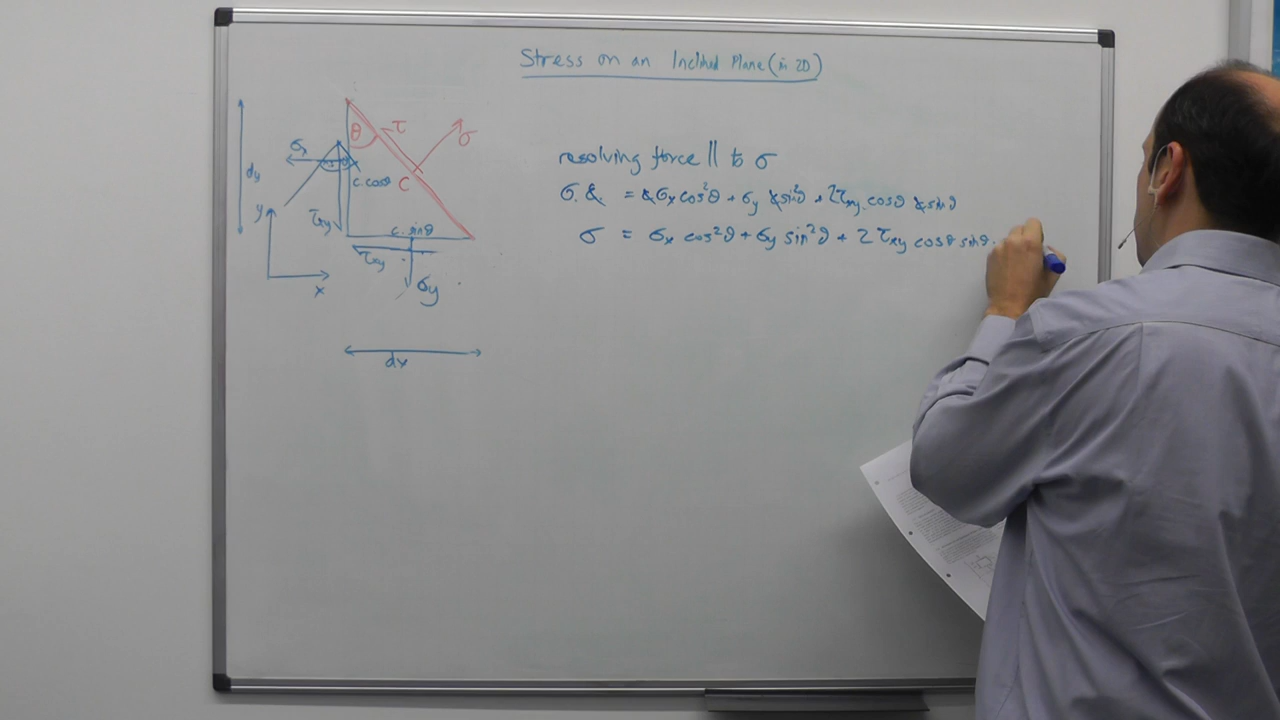 Stress on an Inclined Plane (in 2D)
θ
τ
σ
σx
dy
c.cosθ
c
y
τxy
c.sinθ
τxy
x
σy
dx
resolving force || to σ
σ.c. = cσx cos²θ + σy c sin²θ + 2τxy cosθ c sinθ
σ = σx cos²θ + σy sin²θ + 2 τxy cosθ sinθ.